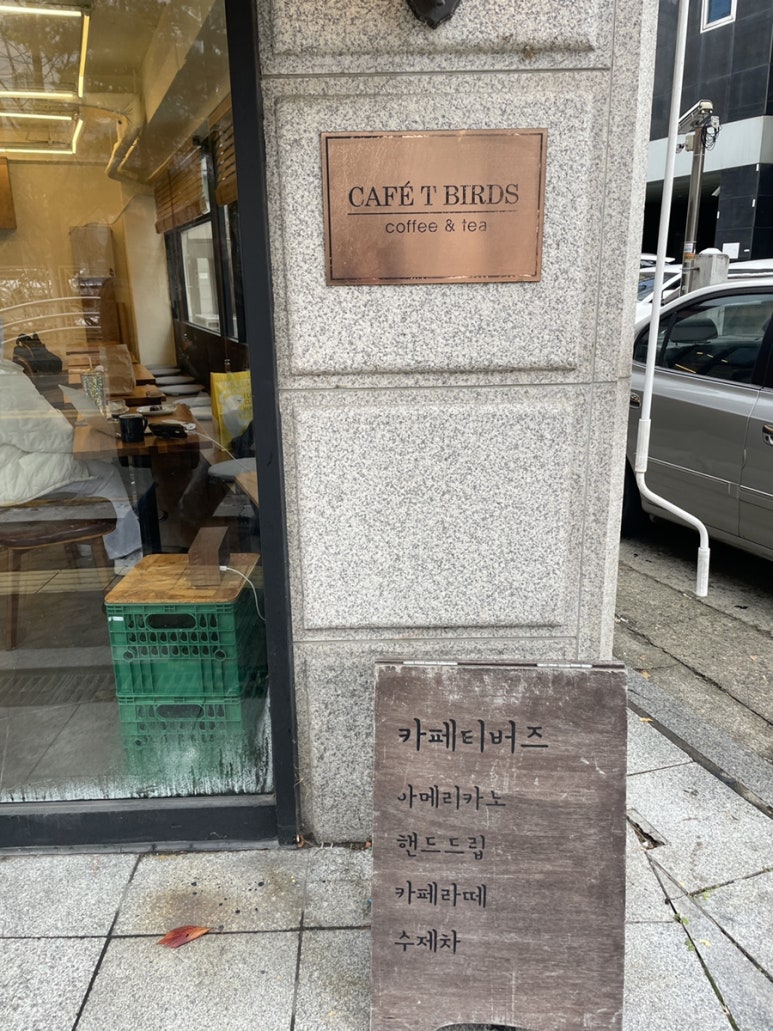 CAFÉ T BIRDS
coffee & tea
카페티버즈
아메리카노
핸드드립
카페라떼
수제차